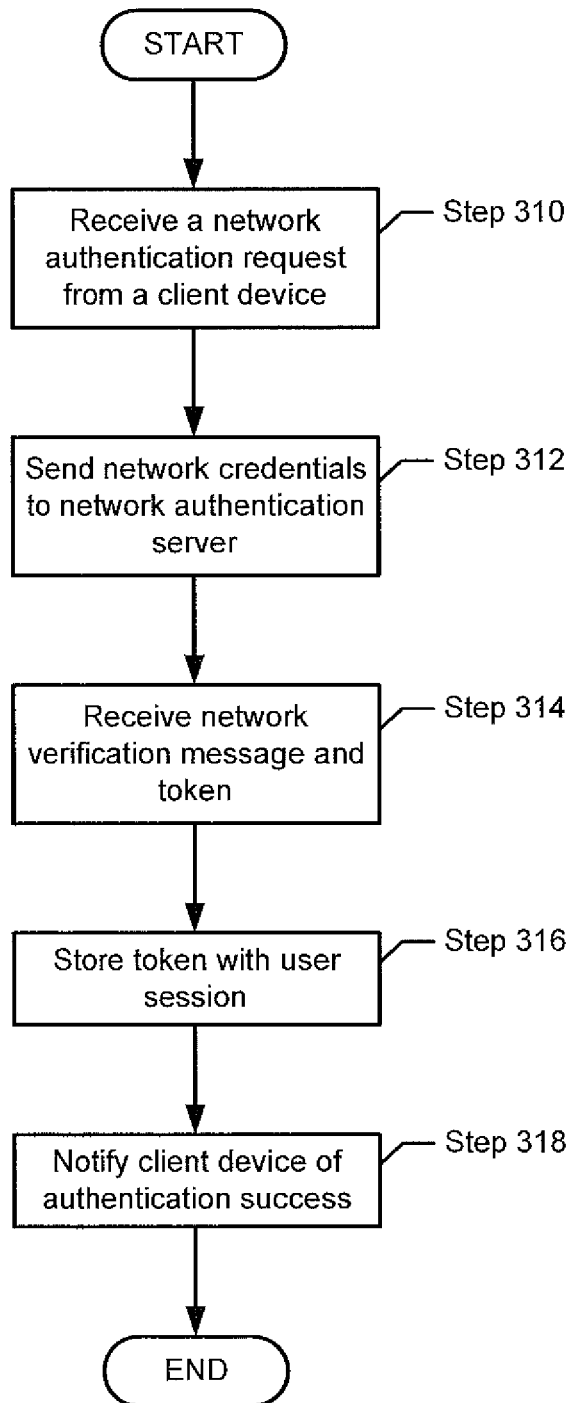 START
Receive a network
authentication request
from a client device
Step 310
Send network credentials
to network authentication
server
Step 312
Receive network
verification message and
token
Step 314
Store token with user
session
Step 316
Notify client device of
authentication success
Step 318
END